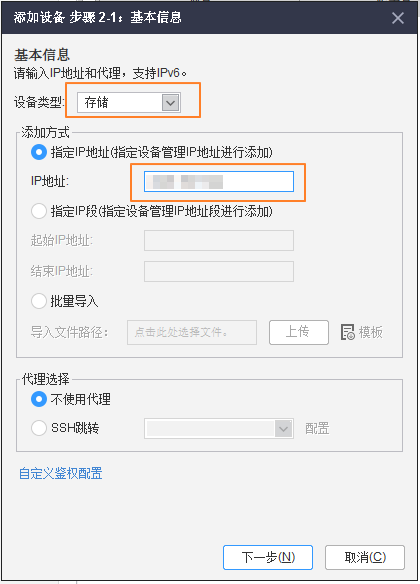 添加设备 步骤 2-1：基本信息
基本信息
请输入IP地址和代理，支持IPv6。
设备类型: 存储
添加方式
指定IP地址(指定设备管理IP地址进行添加)
IP地址:
指定IP段(指定设备管理IP地址段进行添加)
起始IP地址:
结束IP地址:
批量导入
导入文件路径: 点击此处选择文件。 上传 模板
代理选择
不使用代理
SSH跳转 配置
自定义鉴权配置
下一步(N) 取消(C)